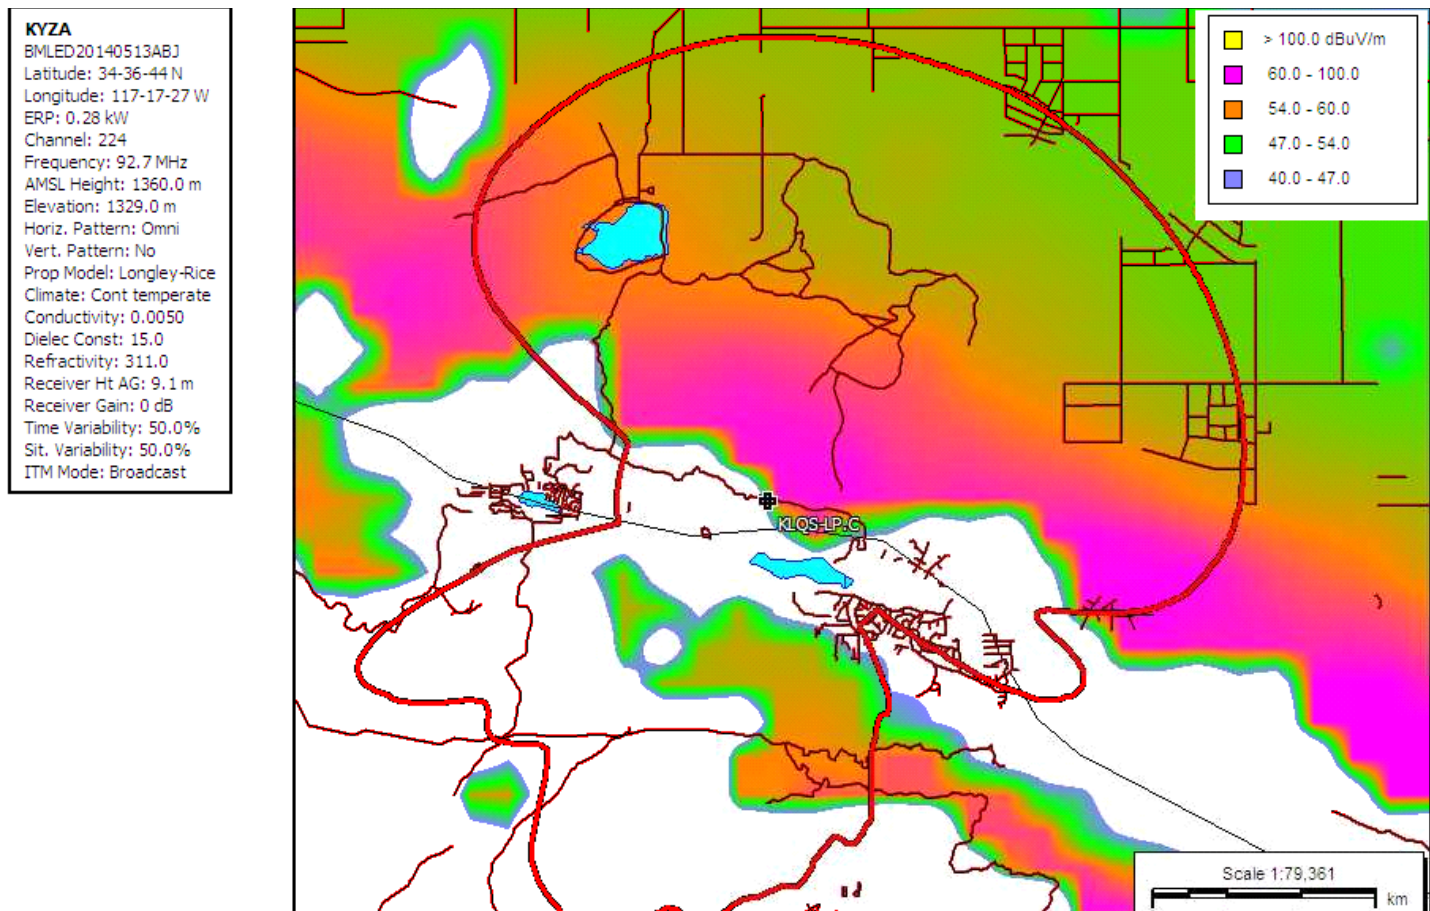 KYZA
BMLED20140513ABJ
Latitude: 34-36-44 N
Longitude: 117-17-27 W
ERP: 0.28 kW
Channel: 224
Frequency: 92.7 MHz
AMSL Height: 1360.0 m
Elevation: 1329.0 m
Horiz. Pattern: Omni
Vert. Pattern: No
Prop Model: Longley-Rice
Climate: Cont temperate
Conductivity: 0.0050
Dielec Const: 15.0
Refractivity: 311.0
Receiver Ht AG: 9.1 m
Receiver Gain: 0 dB
Time Variability: 50.0%
Sit. Variability: 50.0%
ITM Mode: Broadcast
> 100.0 dBuV/m
60.0 - 100.0
54.0 - 60.0
47.0 - 54.0
40.0 - 47.0
KLQS-LP.C
Scale 1:79,361
km